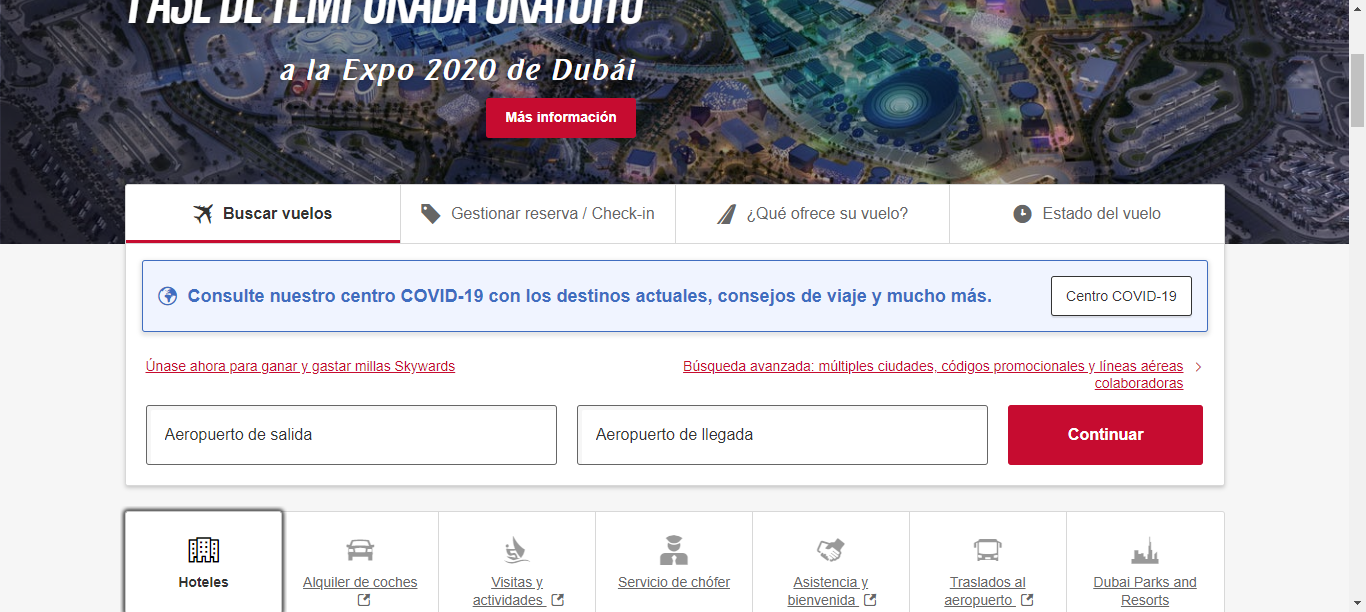 PASE DE TEMPORADA GRATUITO
a la Expo 2020 de Dubái
Más información
Buscar vuelos
Gestionar reserva / Check-in
¿Qué ofrece su vuelo?
Estado del vuelo
Consulte nuestro centro COVID-19 con los destinos actuales, consejos de viaje y mucho más.
Centro COVID-19
Únase ahora para ganar y gastar millas Skywards
Búsqueda avanzada: múltiples ciudades, códigos promocionales y líneas aéreas
colaboradoras
Aeropuerto de salida
Aeropuerto de llegada
Continuar
Hoteles
Alquiler de coches
Visitas y
actividades
Servicio de chófer
Asistencia y
bienvenida
Traslados al
aeropuerto
Dubai Parks and
Resorts